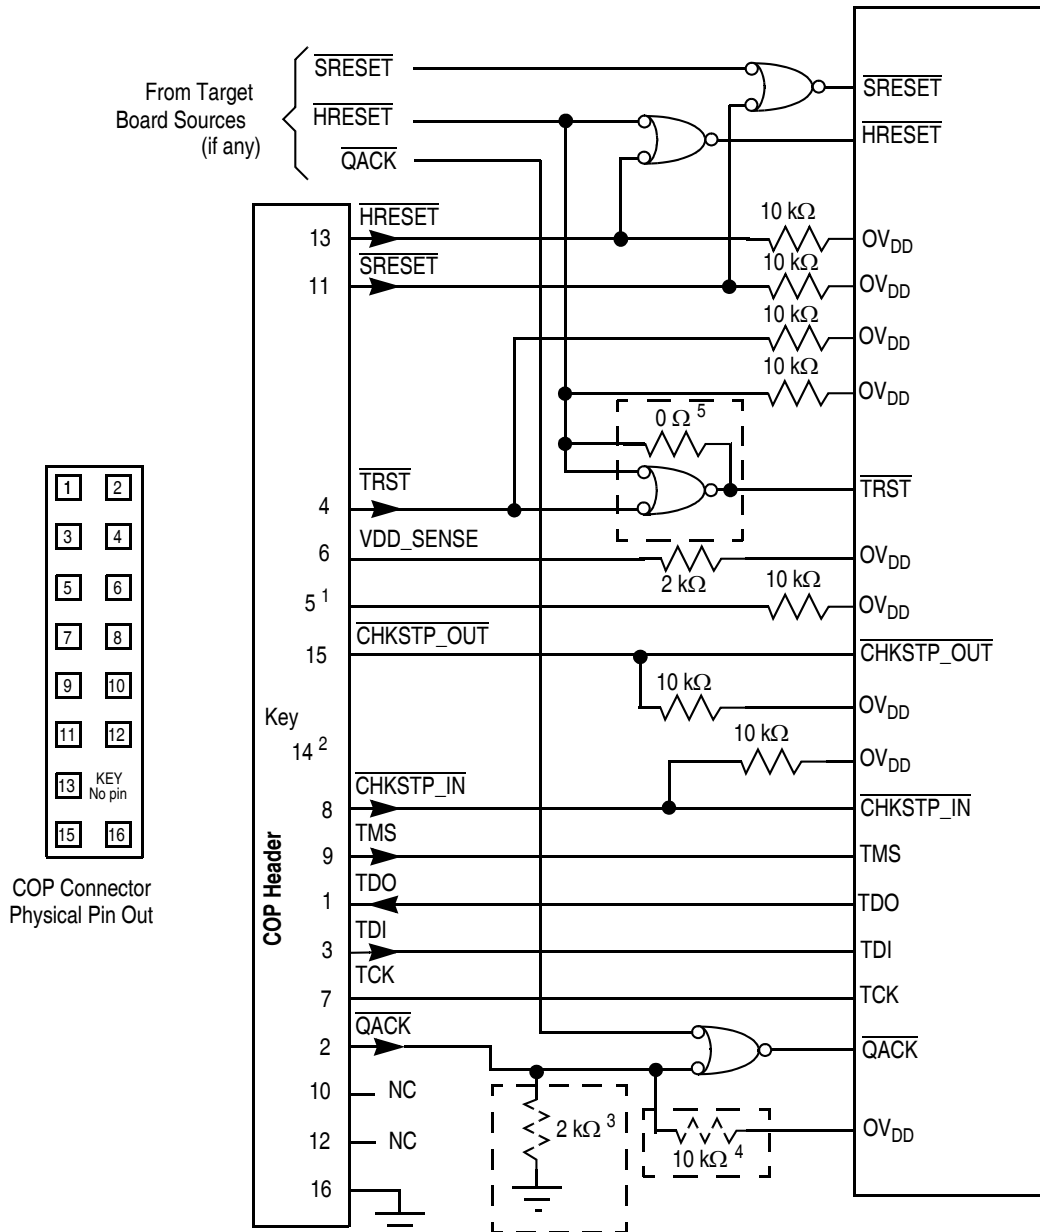 From Target
Board Sources
(if any)
SRESET
HRESET
QACK
SRESET
HRESET
13 HRESET 10 kΩ OVDD
11 SRESET 10 kΩ OVDD
10 kΩ OVDD
10 kΩ OVDD
0 Ω 5
4 TRST TRST
6 VDD_SENSE 2 kΩ OVDD
5 1 10 kΩ OVDD
15 CHKSTP_OUT CHKSTP_OUT
10 kΩ OVDD
Key
14 2
10 kΩ OVDD
8 CHKSTP_IN CHKSTP_IN
9 TMS TMS
1 TDO TDO
3 TDI TDI
7 TCK TCK
2 QACK QACK
10 NC
2 kΩ 3
10 kΩ 4 OVDD
12 NC
16
COP Header
1 2
3 4
5 6
7 8
9 10
11 12
13 KEY
No pin
15 16
COP Connector
Physical Pin Out